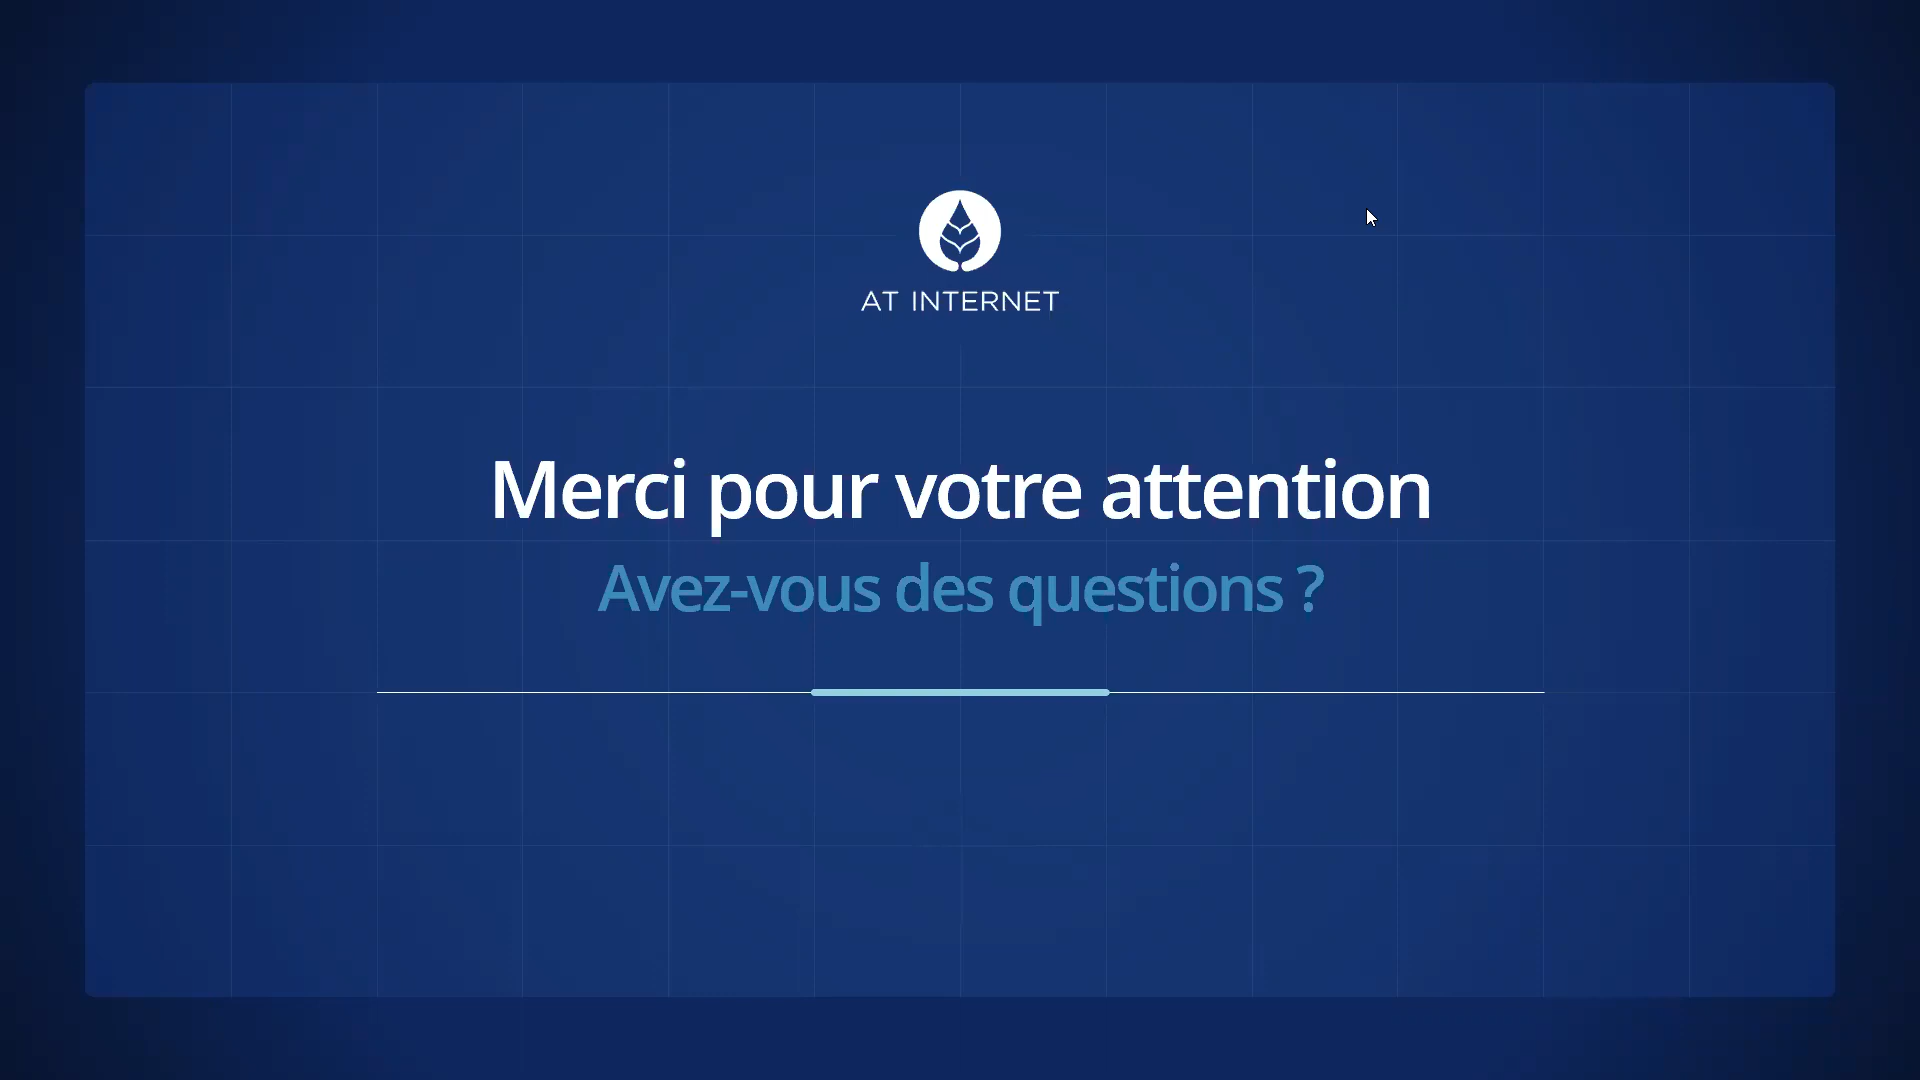 AT INTERNET
Merci pour votre attention
Avez-vous des questions ?